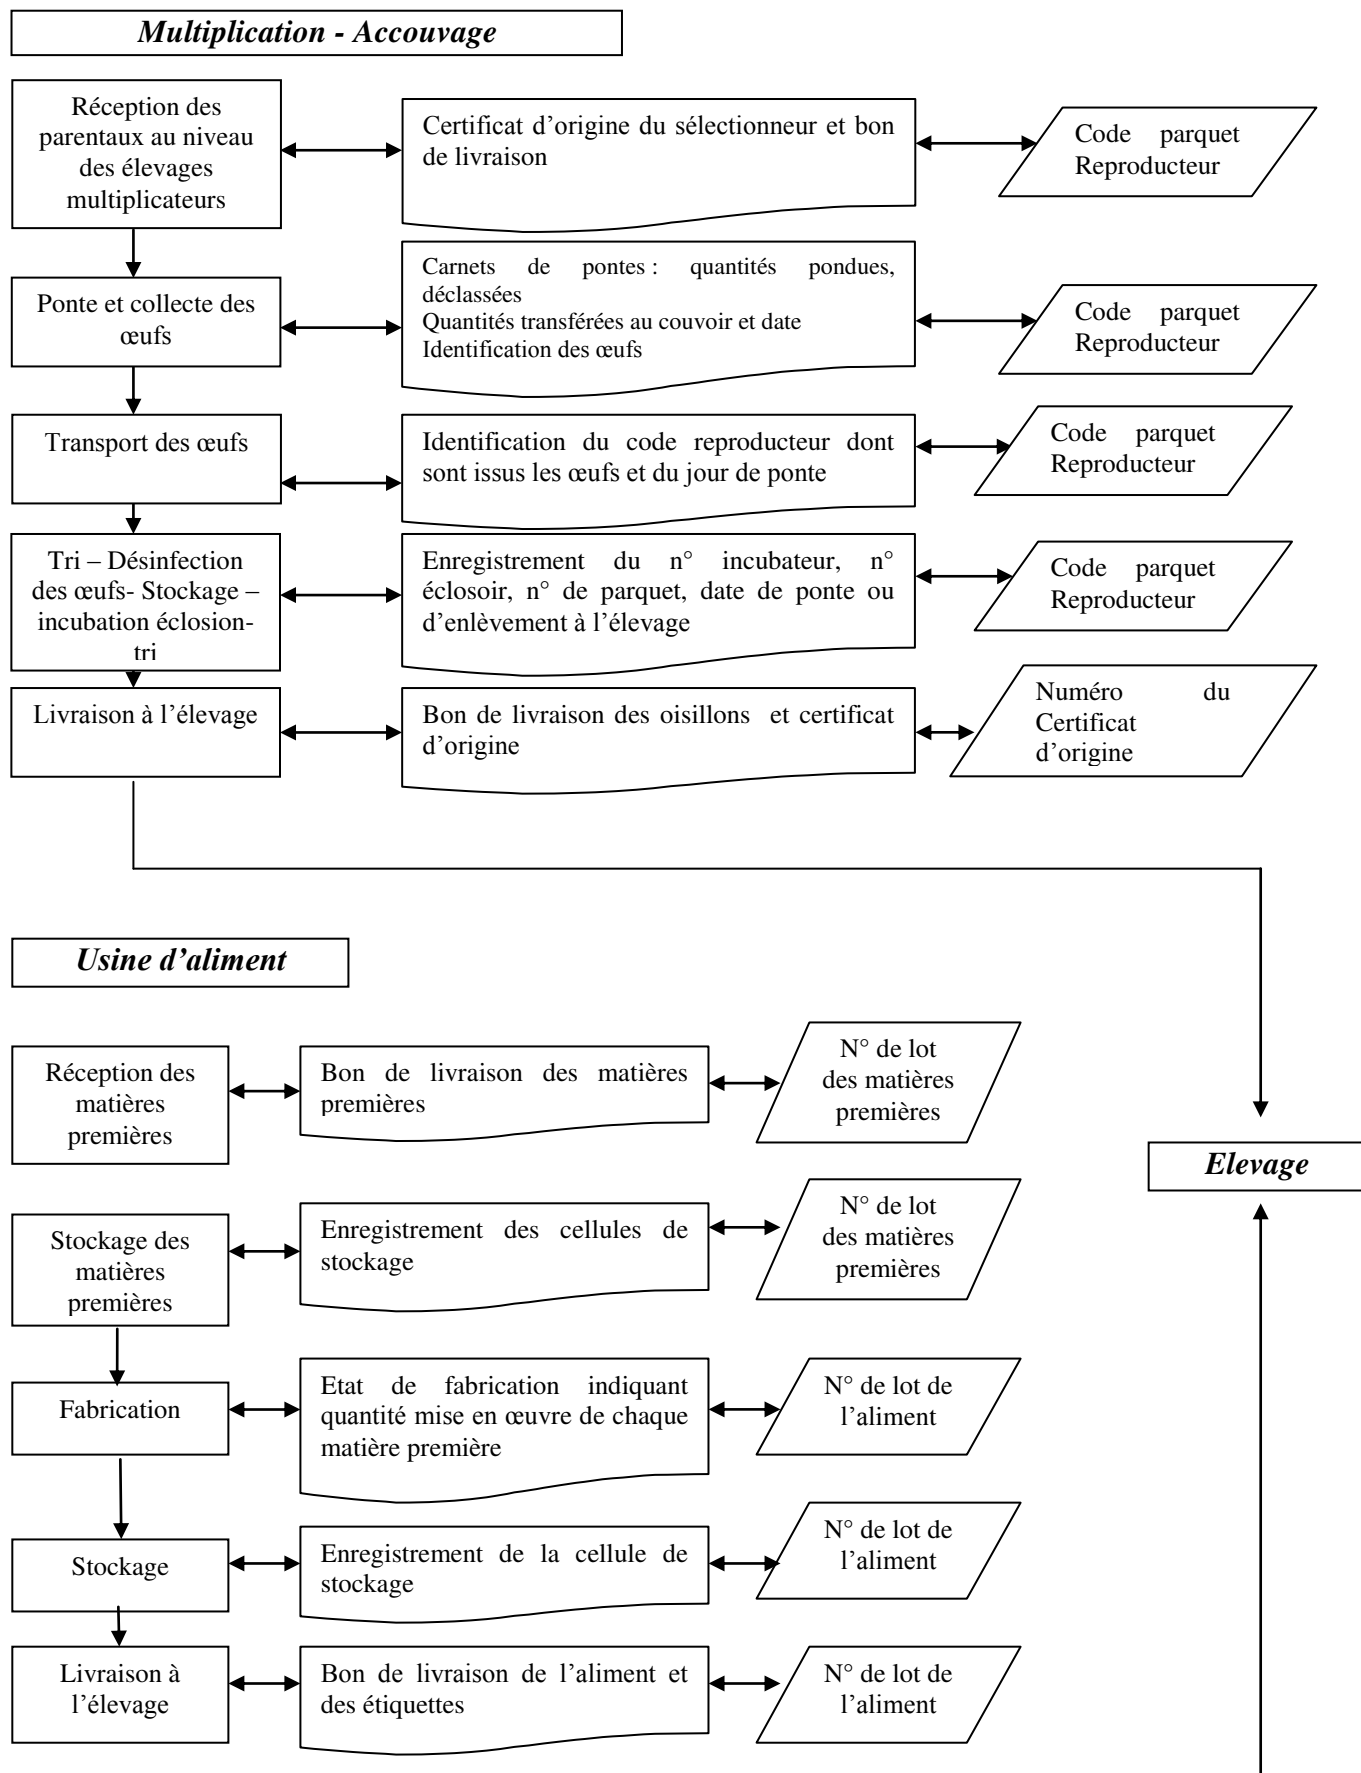 Multiplication - Accouvage
Réception des
parentaux au niveau
des élevages
multiplicateurs
Certificat d’origine du sélectionneur et bon
de livraison
Code parquet
Reproducteur
Ponte et collecte des
œufs
Carnets de pontes : quantités pondues,
déclassées
Quantités transférées au couvoir et date
Identification des œufs
Code parquet
Reproducteur
Transport des œufs
Identification du code reproducteur dont
sont issus les œufs et du jour de ponte
Code parquet
Reproducteur
Tri – Désinfection
des œufs- Stockage –
incubation éclosion-
tri
Enregistrement du n° incubateur, n°
éclosoir, n° de parquet, date de ponte ou
d’enlèvement à l’élevage
Code parquet
Reproducteur
Livraison à l’élevage
Bon de livraison des oisillons et certificat
d’origine
Numéro du
Certificat
d’origine
Usine d’aliment
Réception des
matières
premières
Bon de livraison des matières
premières
N° de lot
des matières
premières
Elevage
Stockage des
matières
premières
Enregistrement des cellules de
stockage
N° de lot
des matières
premières
Fabrication
Etat de fabrication indiquant
quantité mise en œuvre de chaque
matière première
N° de lot de
l’aliment
Stockage
Enregistrement de la cellule de
stockage
N° de lot de
l’aliment
Livraison à
l’élevage
Bon de livraison de l’aliment et
des étiquettes
N° de lot de
l’aliment